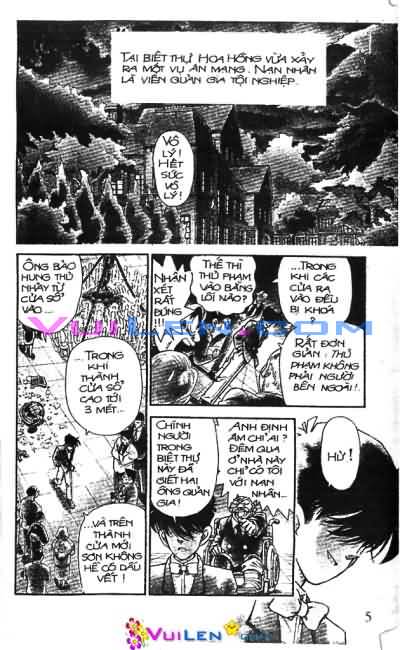 TẠI BIỆT THỰ HOA HỒNG VỪA XẢY
RA MỘT VỤ ÁN MẠNG. NẠN NHÂN
LÀ VIÊN QUẢN GIA TỘI NGHIỆP.
VÔ
LÝ!
HẾT
SỨC
VÔ
LÝ!
ÔNG BẢO
HUNG THỦ
NHẢY TỪ
CỬA SỔ
VÀO...
TRONG
KHI
THÀNH
CỬA SỔ
CAO TỚI
3 MÉT...
...VÀ TRÊN
THÀNH
CỬA MỚI
SƠN KHÔNG
HỀ CÓ DẤU
VẾT!
...TRONG
KHI CÁC
CỬA RA
VÀO ĐỀU
BỊ KHOÁ
THẾ THÌ
THỦ PHẠM
VÀO BẰNG
LỐI NÀO?
NHẬN
XÉT
RẤT
ĐÚNG!!
RẤT ĐƠN
GIẢN: THỦ
PHẠM KHÔNG
PHẢI NGƯỜI
BÊN NGOÀI!
HỪ!
ANH ĐỊNH
ÁM CHỈ AI?
ĐÊM QUA
Ở NHÀ NÀY
CHỈ CÓ TÔI
VỚI NẠN
NHÂN...
CHÍNH
NGƯỜI
TRONG
BIỆT THỰ
NÀY ĐÃ
GIẾT HẠI
ÔNG QUẢN
GIA!
VUILEN.COM
5
VUILEN.COM